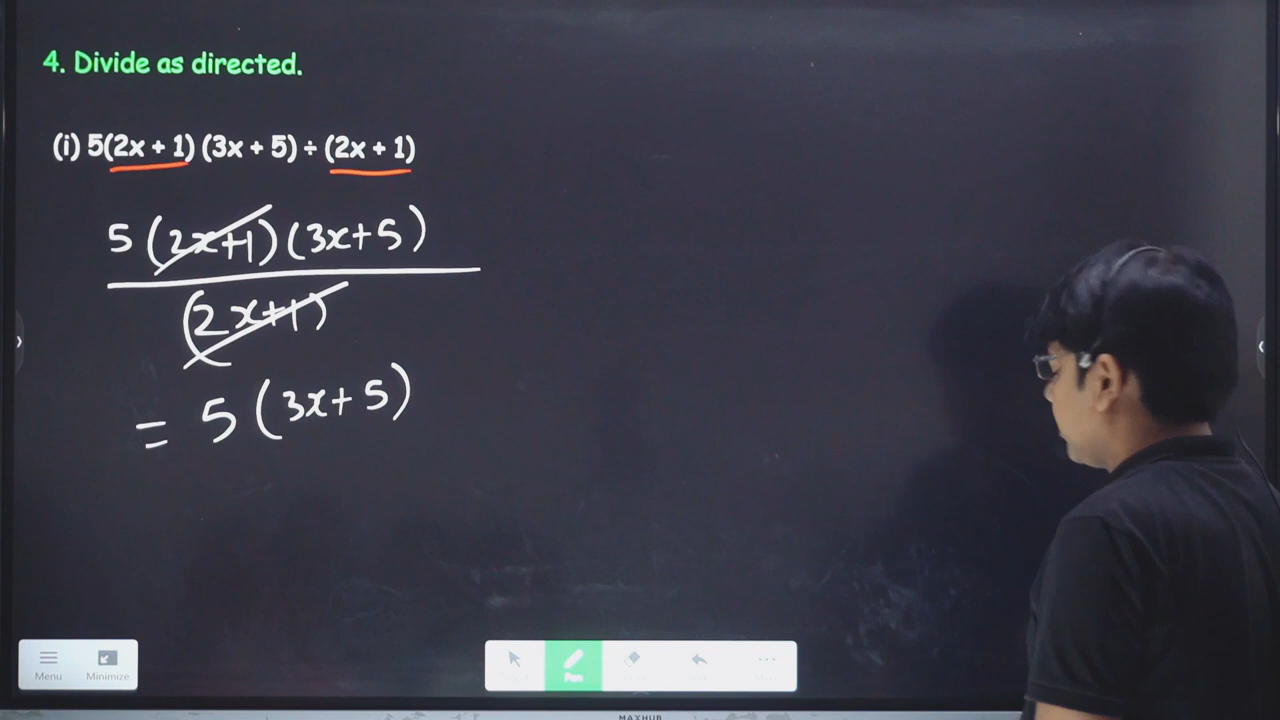 4. Divide as directed.
(i) 5(2x + 1) (3x + 5) ÷ (2x + 1)
5 (2x+1) (3x+5)
(2x+1)
= 5 (3x+5)
Menu Minimize Pen
MAXHUB